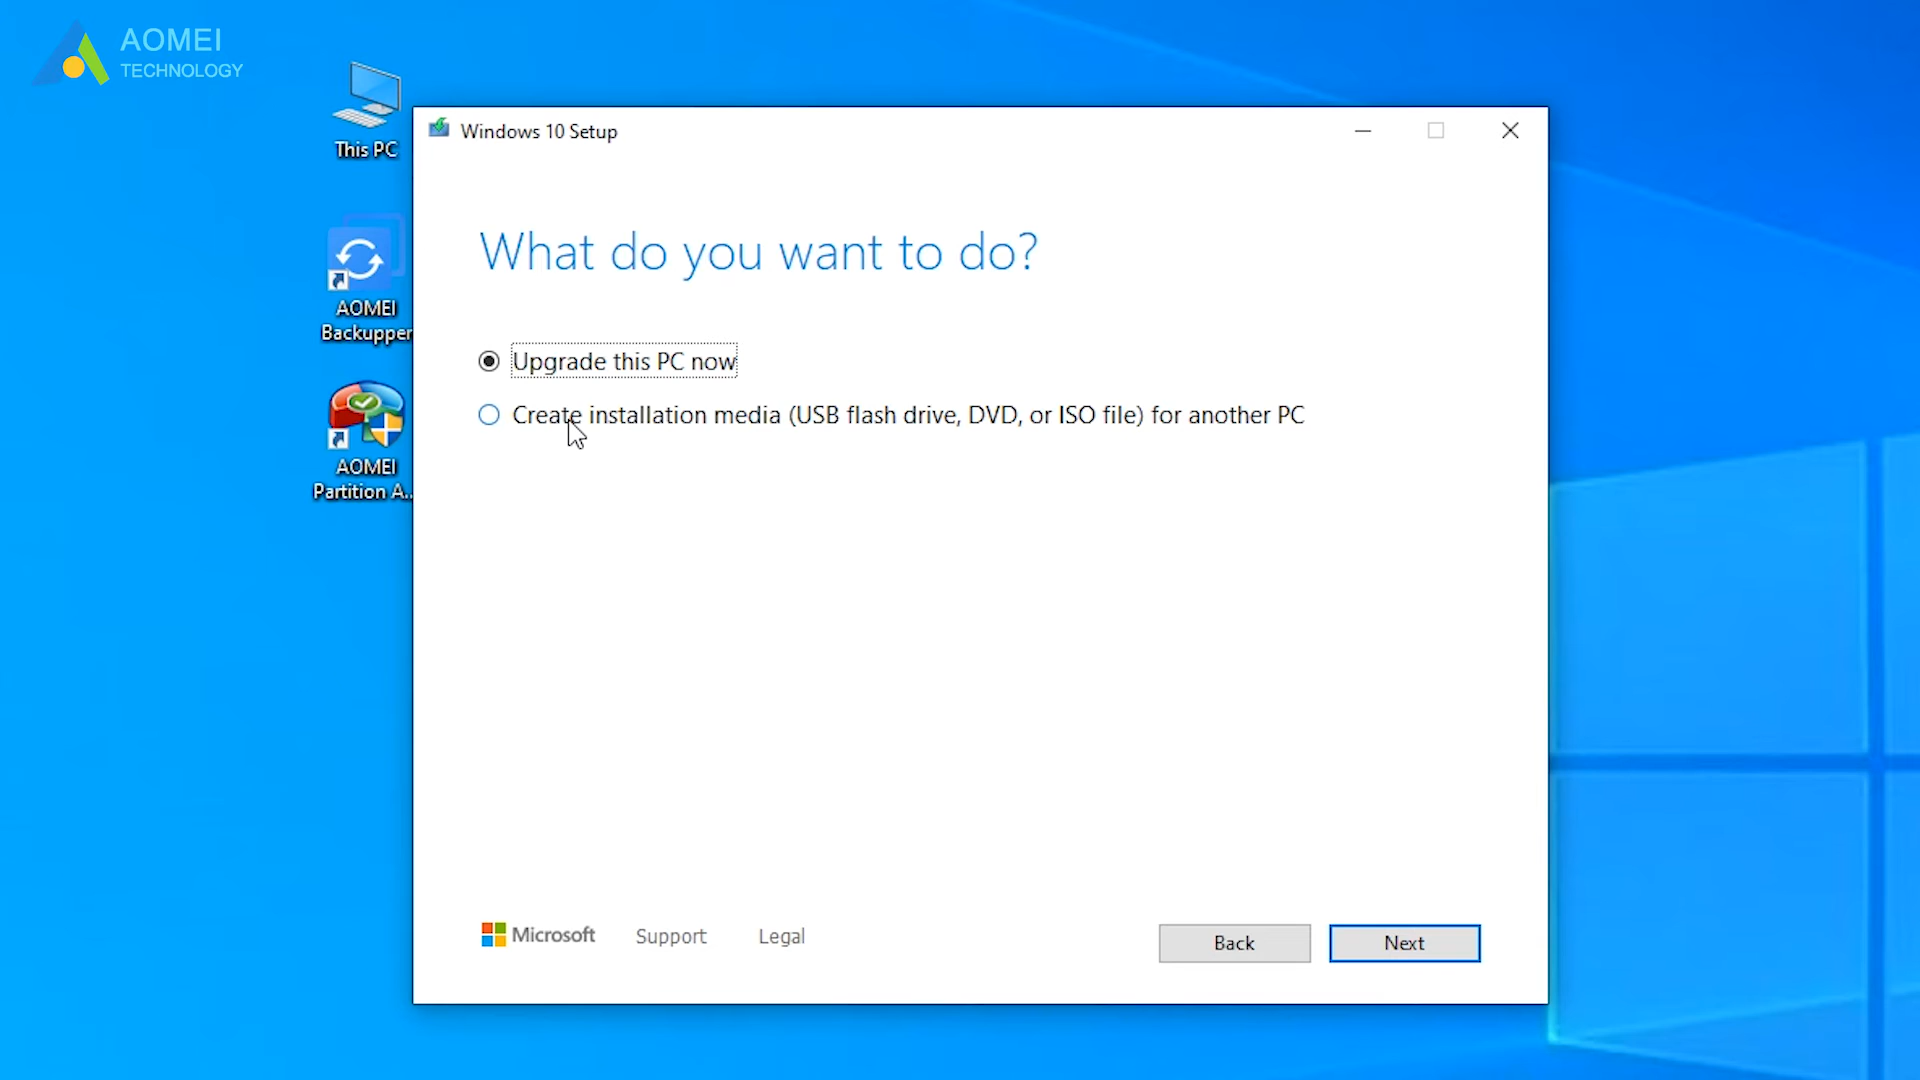 AOMEI
TECHNOLOGY
This PC
AOMEI
Backupper
AOMEI
Partition A...
Windows 10 Setup
What do you want to do?
Upgrade this PC now
Create installation media (USB flash drive, DVD, or ISO file) for another PC
Microsoft
Support
Legal
Back
Next